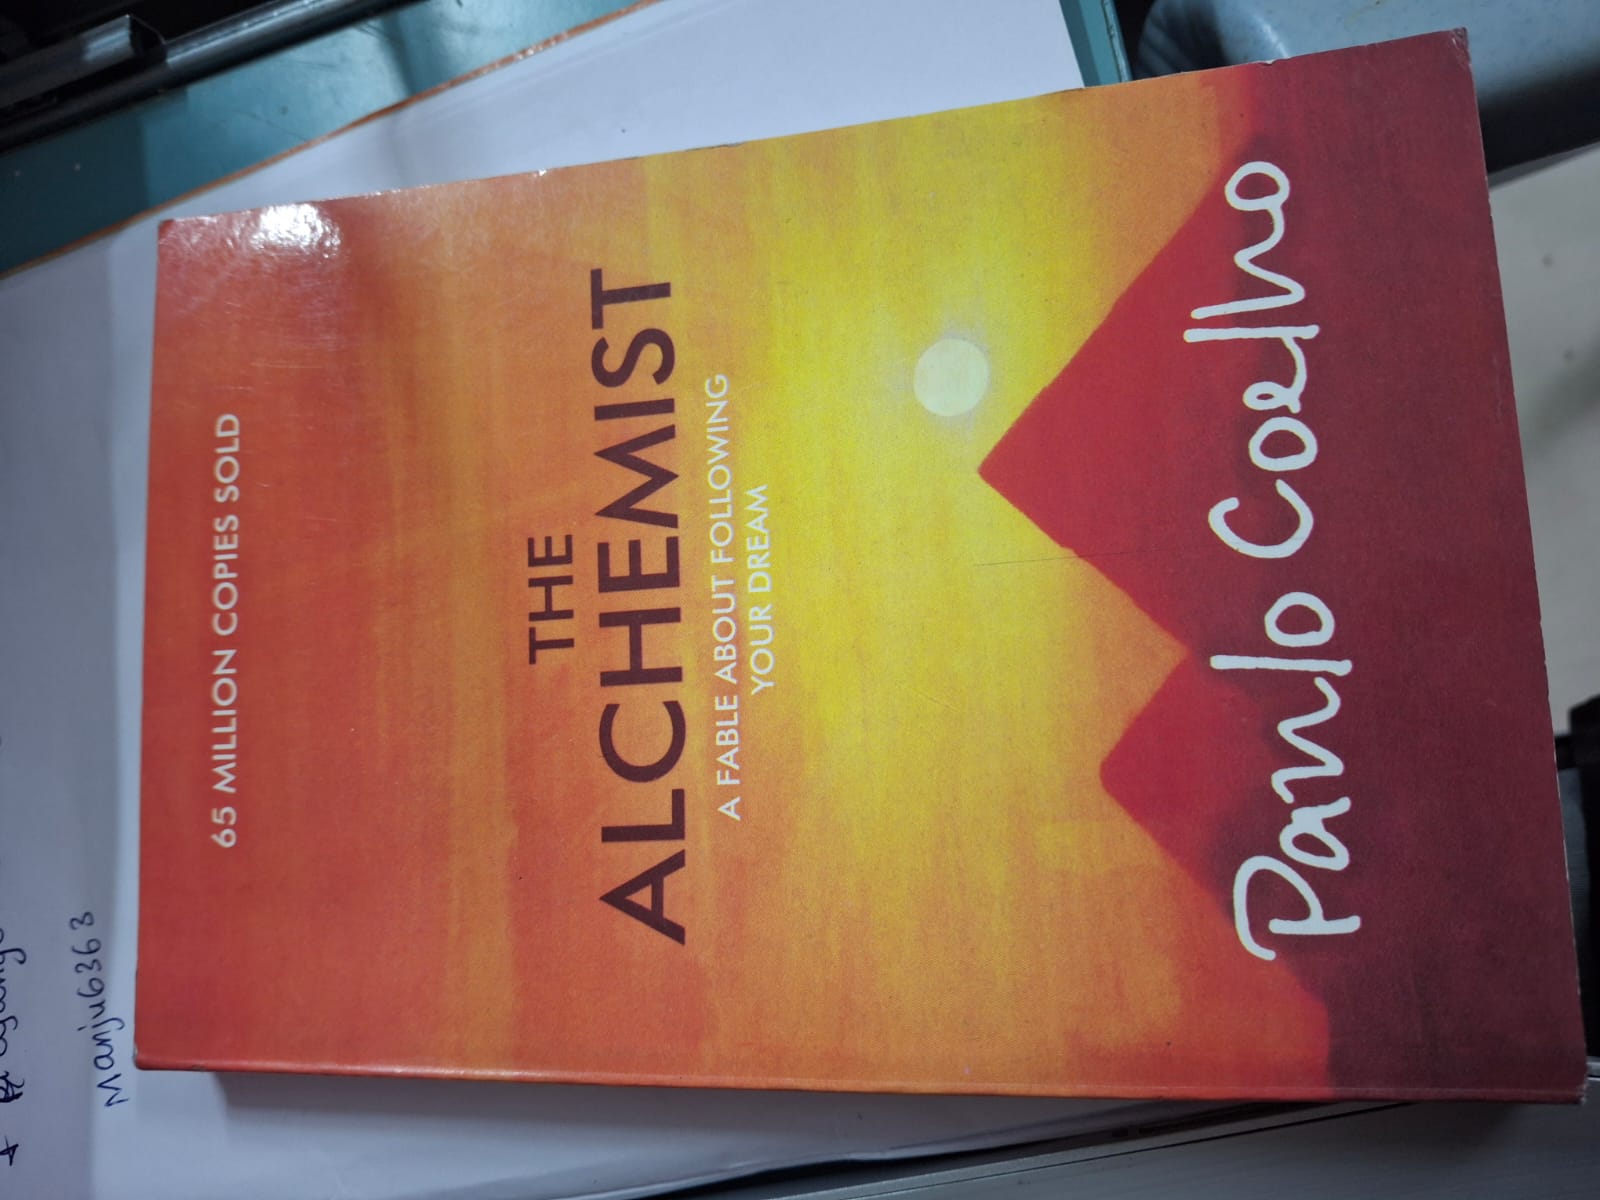 65 MILLION COPIES SOLD
THE
ALCHEMIST
A FABLE ABOUT FOLLOWING
YOUR DREAM
Paulo Coelho
Manju6363